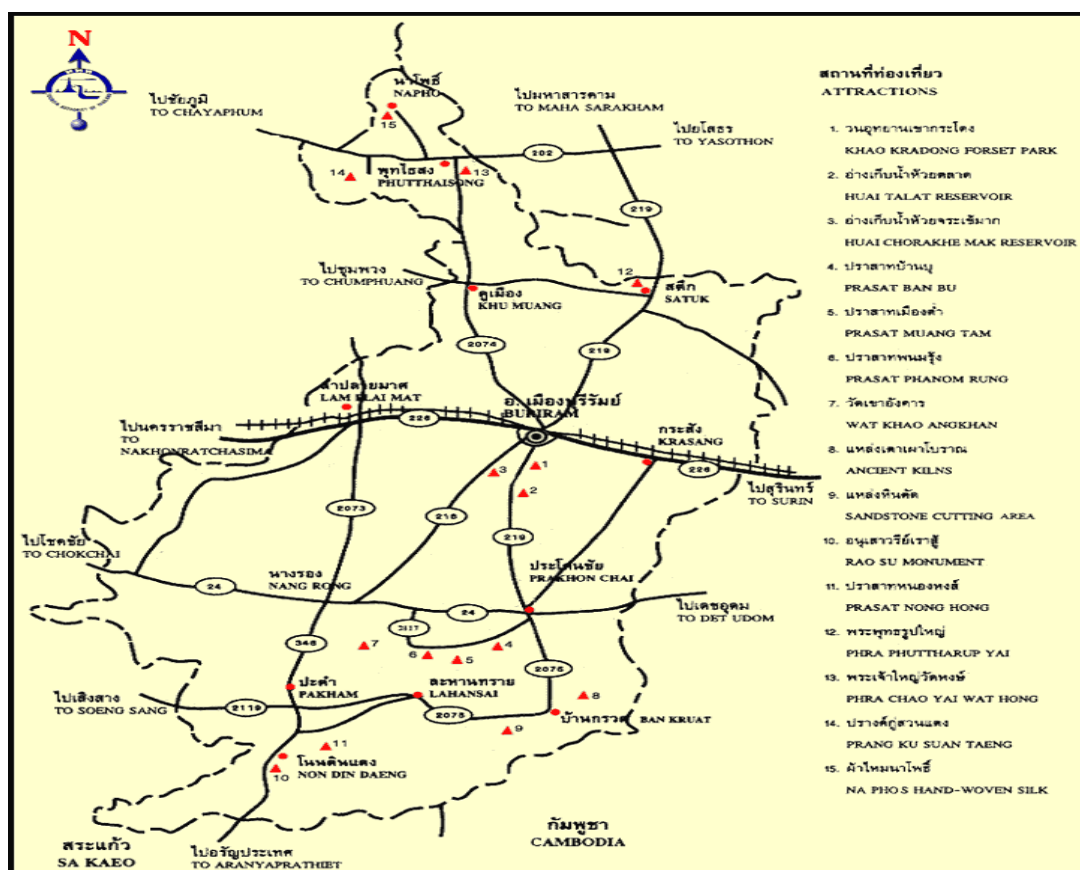 N
นาโพธิ์
NAPHO
ไปชัยภูมิ
TO CHAYAPHUM
ไปมหาสารคาม
TO MAHA SARAKHAM
ไปยโสธร
TO YASOTHON
15
202
พุทไธสง
PHUTTHAISONG
14
13
219
ไปชุมพวง
TO CHUMPHUANG
12
สตึก
SATUK
คูเมือง
KHU MUANG
2074
219
ลำปลายมาศ
LAM PLAI MAT
อ. เมืองบุรีรัมย์
BURIRAM
226
กระสัง
KRASANG
ไปนครราชสีมา
TO
NAKHONRATCHASIMA
226
ไปสุรินทร์
TO SURIN
1
3
2
2073
218
219
ไปโชคชัย
TO CHOKCHAI
นางรอง
NANG RONG
ประโคนชัย
PRAKHON CHAI
24
24
ไปเดชอุดม
TO DET UDOM
348
2117
7
6
5
4
2075
ปะคำ
PAKHAM
ละหานทราย
LAHANSAI
ไปเสิงสาง
TO SOENG SANG
2119
2075
8
บ้านกรวด BAN KRUAT
9
11
โนนดินแดง
NON DIN DAENG
10
สระแก้ว
SA KAEO
ไปอรัญประเทศ
TO ARANYAPRATHIET
กัมพูชา
CAMBODIA
สถานที่ท่องเที่ยว
ATTRACTIONS
1. วนอุทยานเขากระโดง
KHAO KRADONG FORSET PARK
2. อ่างเก็บน้ำห้วยตลาด
HUAI TALAT RESERVOIR
3. อ่างเก็บน้ำห้วยจระเข้มาก
HUAI CHORAKHE MAK RESERVOIR
4. ปราสาทบ้านบุ
PRASAT BAN BU
5. ปราสาทเมืองต่ำ
PRASAT MUANG TAM
6. ปราสาทพนมรุ้ง
PRASAT PHANOM RUNG
7. วัดเขาอังคาร
WAT KHAO ANGKHAN
8. แหล่งเตาเผาโบราณ
ANCIENT KILNS
9. แหล่งหินตัด
SANDSTONE CUTTING AREA
10. อนุเสาวรีย์เราสู้
RAO SU MONUMENT
11. ปราสาทหนองหงส์
PRASAT NONG HONG
12. พระพุทธรูปใหญ่
PHRA PHUTTHARUP YAI
13. พระเจ้าใหญ่วัดหงษ์
PHRA CHAO YAI WAT HONG
14. ปรางค์กู่สวนแตง
PRANG KU SUAN TAENG
15. ผ้าไหมนาโพธิ์
NA PHO S HAND-WOVEN SILK